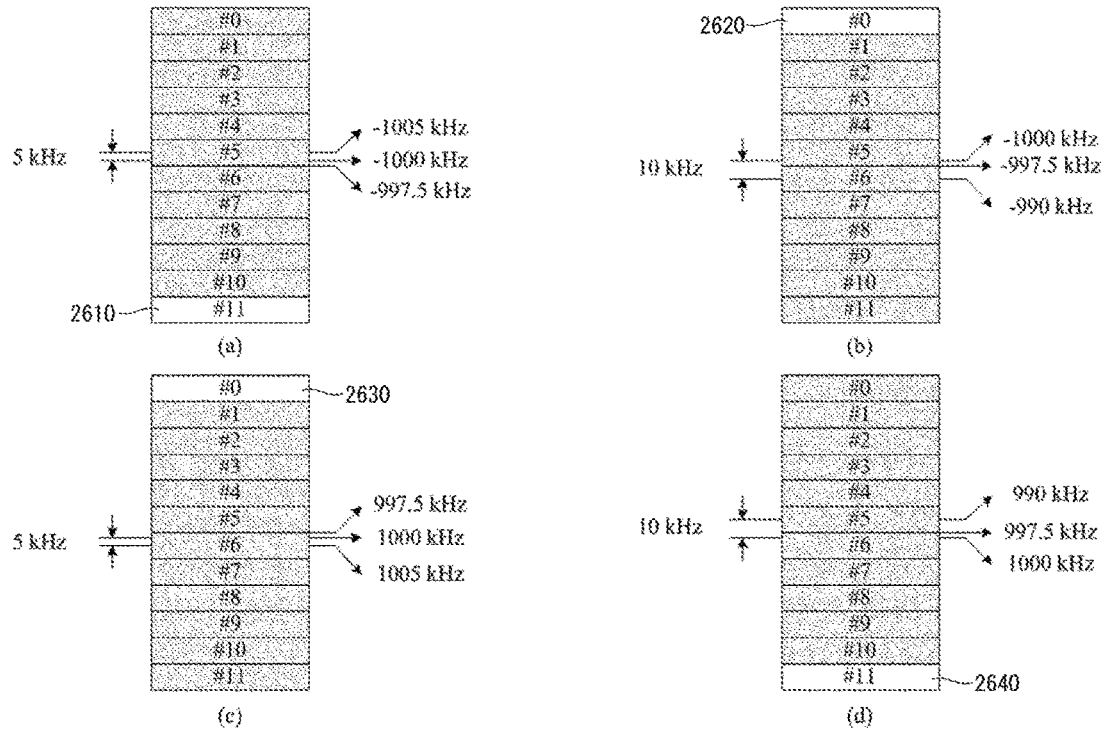 #0
#1
#2
#3
#4
#5
#6
#7
#8
#9
#10
#11
5 kHz
-1005 kHz
-1000 kHz
-997.5 kHz
2610
(a)
2620
#0
#1
#2
#3
#4
#5
#6
#7
#8
#9
#10
#11
10 kHz
-1000 kHz
-997.5 kHz
-990 kHz
(b)
#0
#1
#2
#3
#4
#5
#6
#7
#8
#9
#10
#11
2630
5 kHz
997.5 kHz
1000 kHz
1005 kHz
(c)
#0
#1
#2
#3
#4
#5
#6
#7
#8
#9
#10
#11
10 kHz
990 kHz
997.5 kHz
1000 kHz
2640
(d)